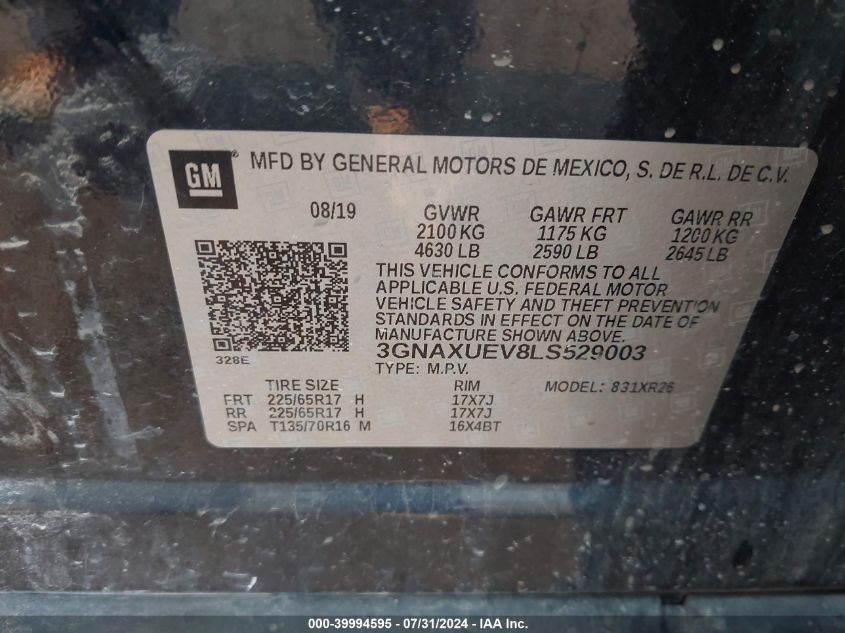 GM® MFD BY GENERAL MOTORS DE MEXICO, S. DE R.L. DE C.V.
08/19 GVWR GAWR FRT GAWR RR
2100 KG 1175 KG 1200 KG
4630 LB 2590 LB 2645 LB
THIS VEHICLE CONFORMS TO ALL
APPLICABLE U.S. FEDERAL MOTOR
VEHICLE SAFETY AND THEFT PREVENTION
STANDARDS IN EFFECT ON THE DATE OF
MANUFACTURE SHOWN ABOVE.
328E 3GNAXUEV8LS529003
TYPE: M.P.V.
TIRE SIZE RIM MODEL: 831XR26
FRT 225/65R17 H 17X7J
RR 225/65R17 H 17X7J
SPA T135/70R16 M 16X4BT
000-39994595 - 07/31/2024 - IAA Inc.